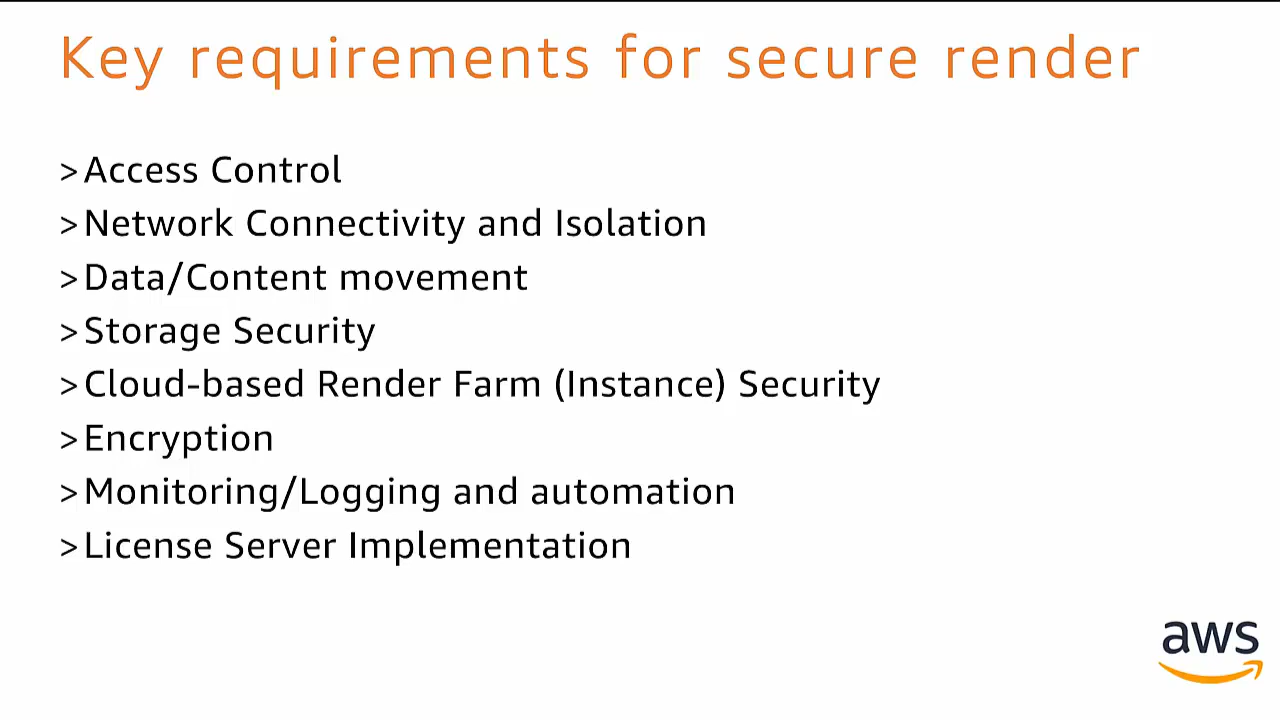 Key requirements for secure render
>Access Control
>Network Connectivity and Isolation
>Data/Content movement
>Storage Security
>Cloud-based Render Farm (Instance) Security
>Encryption
>Monitoring/Logging and automation
>License Server Implementation
aws